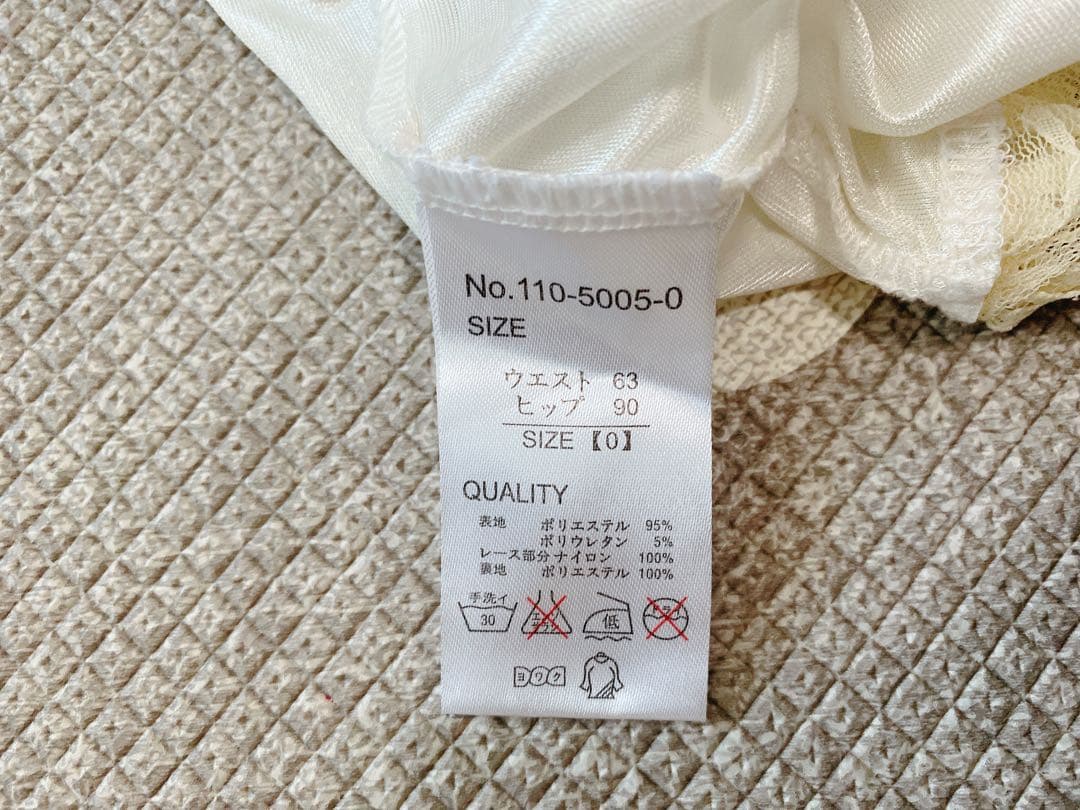 No.110-5005-0
SIZE
ウエスト 63
ヒップ 90
SIZE【0】
QUALITY
表地 ポリエステル 95%
ポリウレタン 5%
レース部分 ナイロン 100%
裏地 ポリエステル 100%
手洗イ
30
低
ヨワク